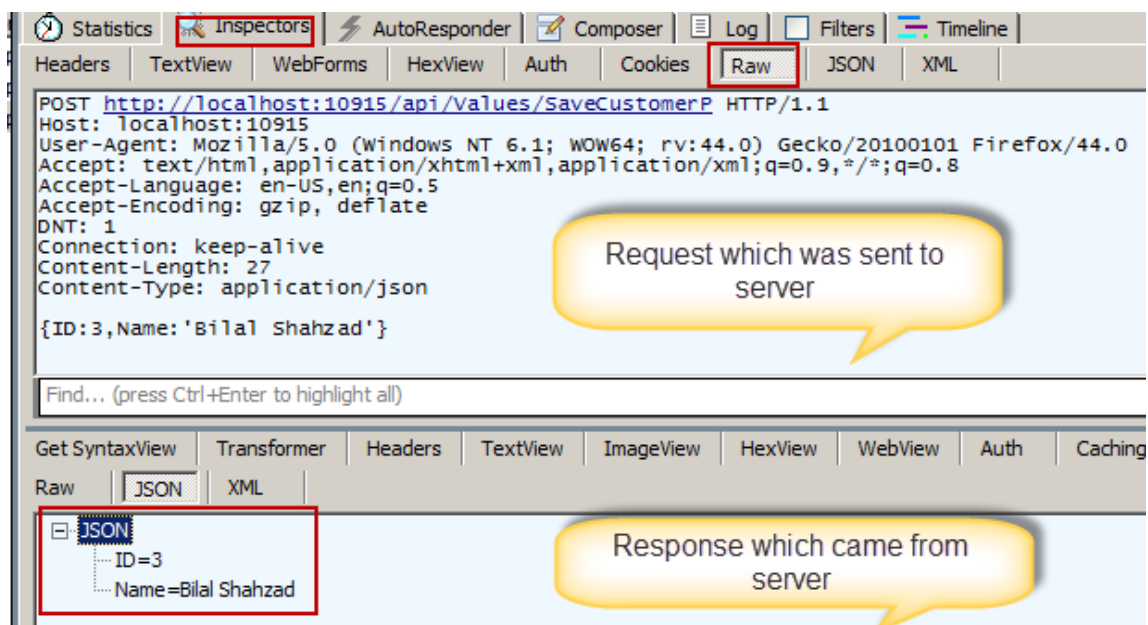 Statistics Inspectors AutoResponder Composer Log Filters Timeline
Headers TextView WebForms HexView Auth Cookies Raw JSON XML
POST http://localhost:10915/api/Values/SaveCustomerP HTTP/1.1
Host: localhost:10915
User-Agent: Mozilla/5.0 (Windows NT 6.1; WOW64; rv:44.0) Gecko/20100101 Firefox/44.0
Accept: text/html,application/xhtml+xml,application/xml;q=0.9,*/*;q=0.8
Accept-Language: en-US,en;q=0.5
Accept-Encoding: gzip, deflate
DNT: 1
Connection: keep-alive
Content-Length: 27
Content-Type: application/json
{ID:3,Name:'Bilal Shahzad'}
Request which was sent to
server
Find... (press Ctrl+Enter to highlight all)
Get SyntaxView Transformer Headers TextView ImageView HexView WebView Auth Caching
Raw JSON XML
JSON
ID=3
Name=Bilal Shahzad
Response which came from
server